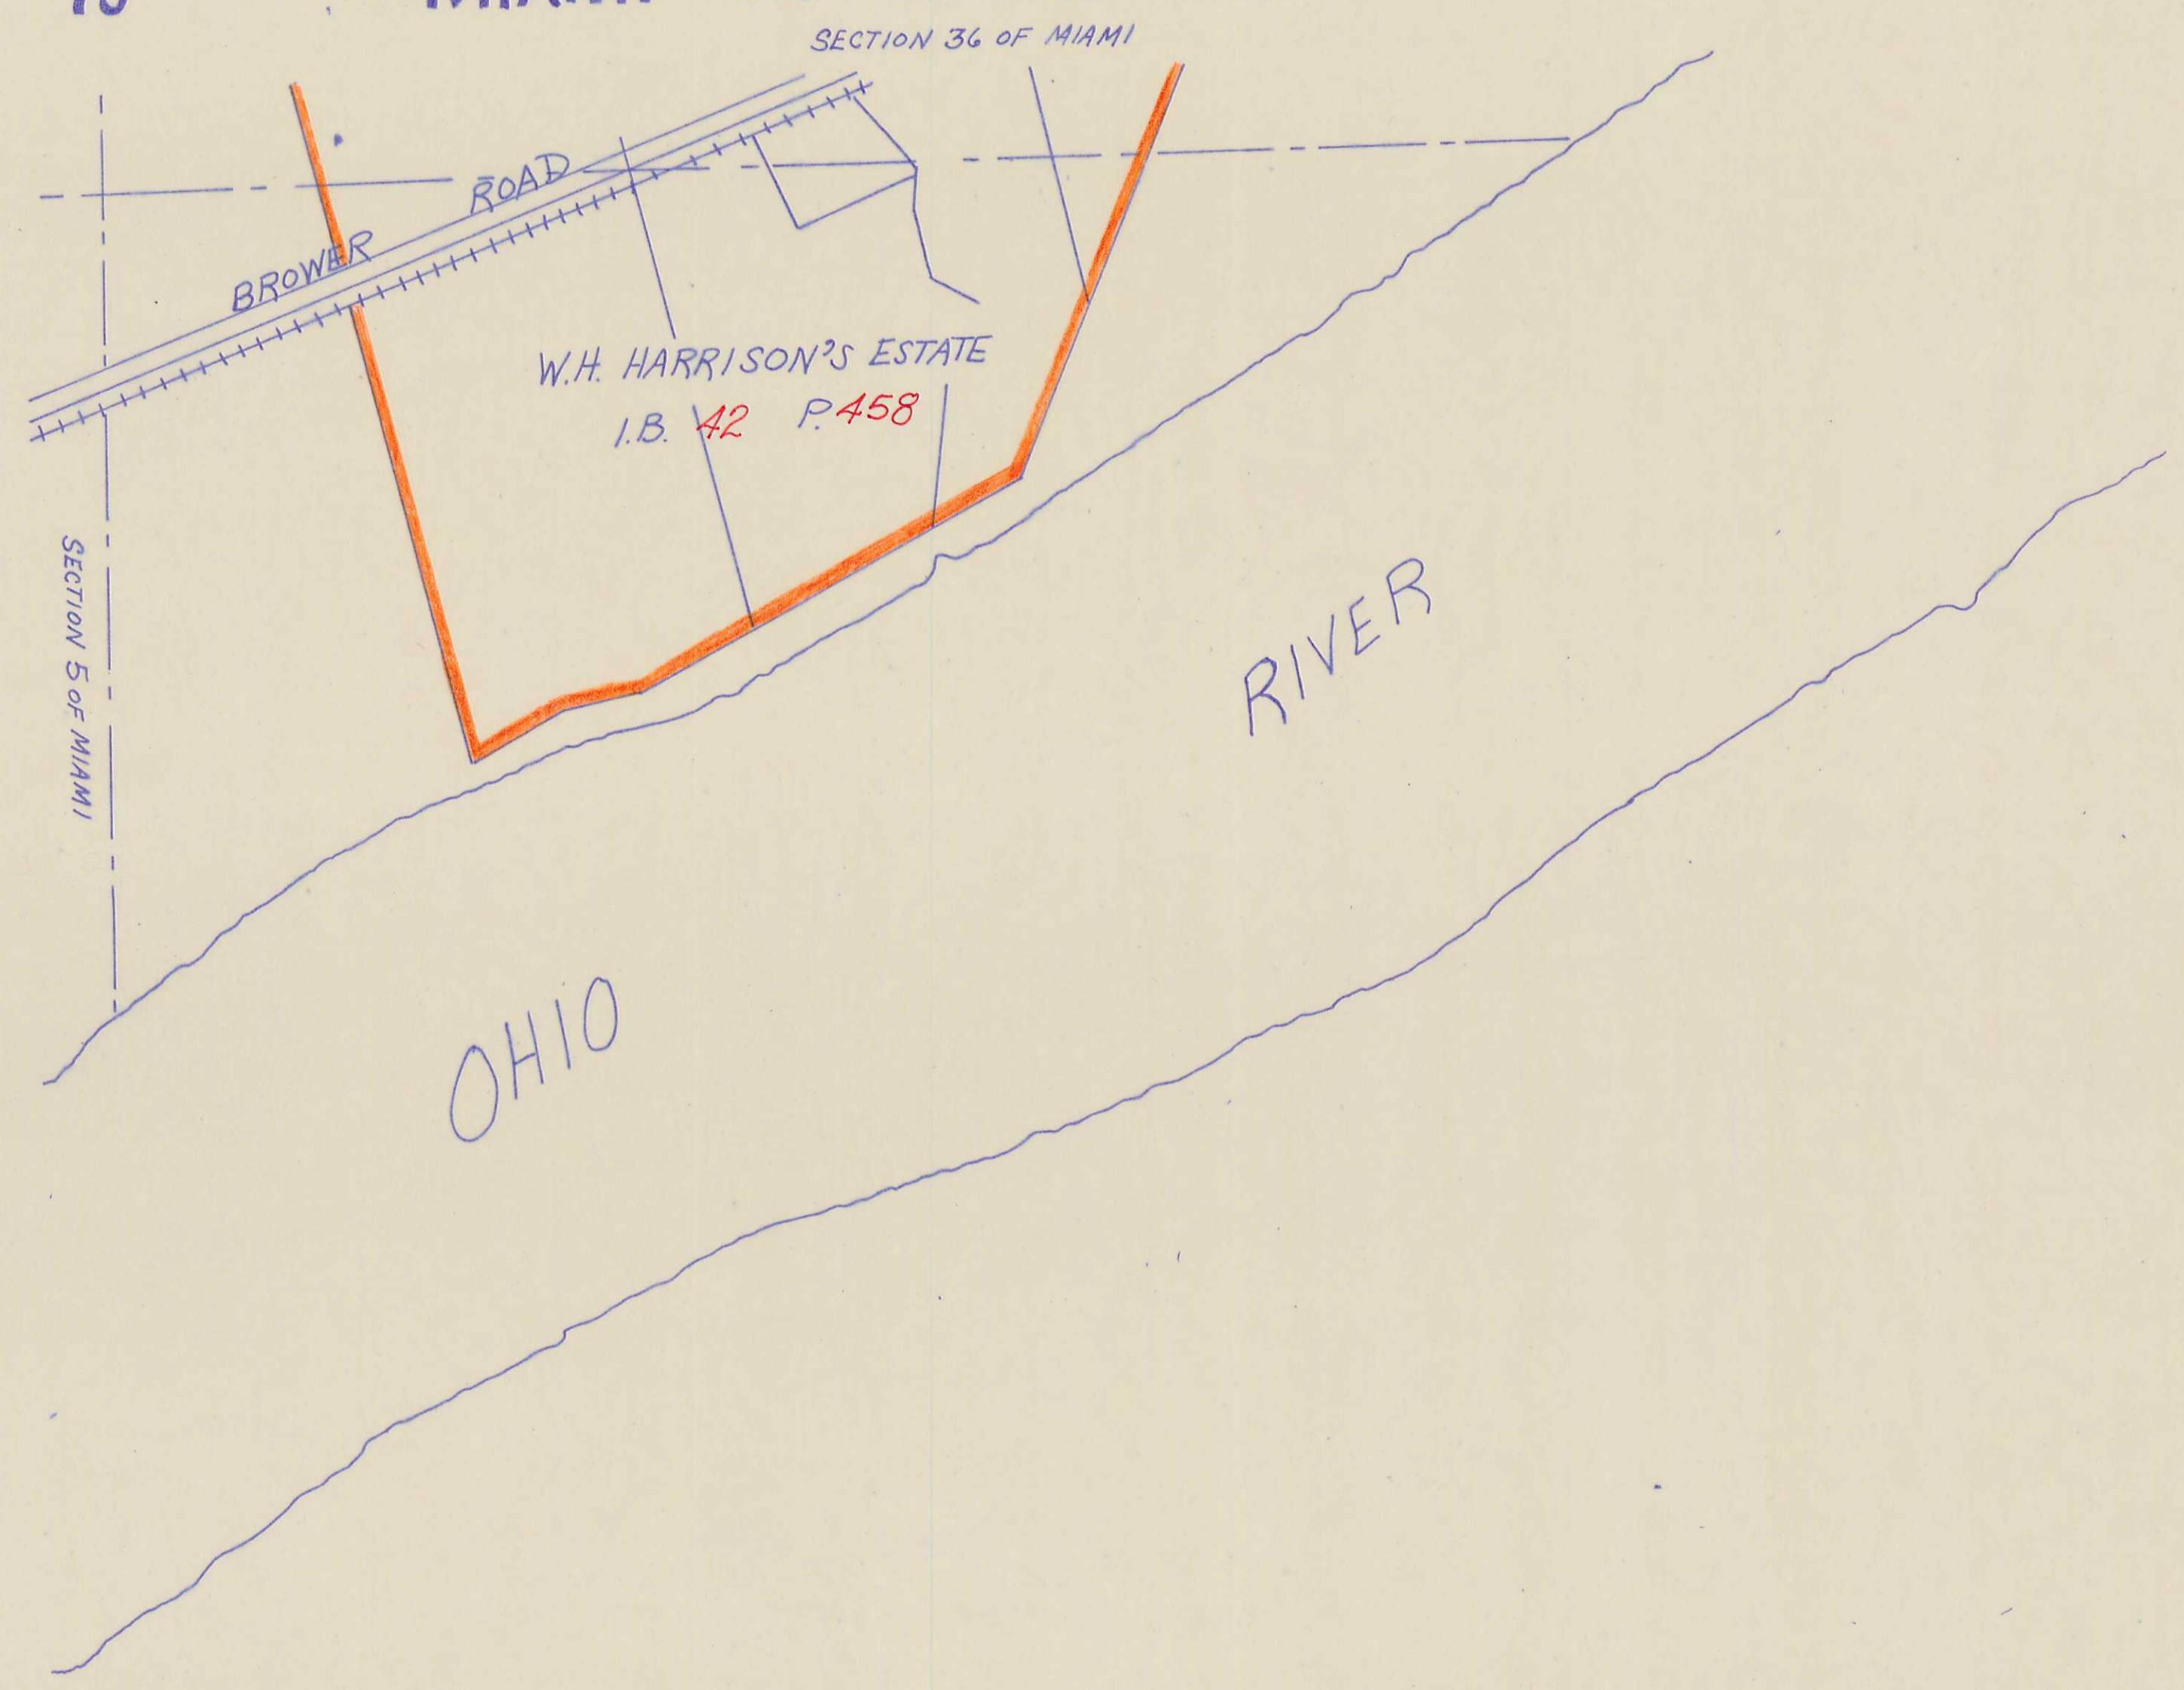 SECTION 36 OF MIAMI
BROWER ROAD
W.H. HARRISON'S ESTATE
I.B. 42 P. 458
SECTION 5 OF MIAMI
RIVER
OHIO